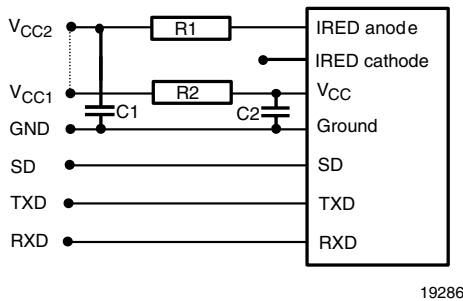 VCC2
R1
IRED anode
IRED cathode
VCC1
R2
VCC
C1
C2
GND
Ground
SD
SD
TXD
TXD
RXD
RXD
19286